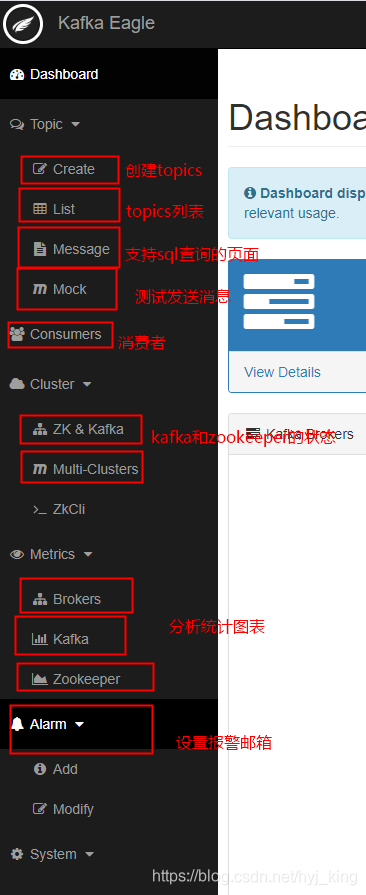 Kafka Eagle
Dashboard
Topic
Create 创建topics
List topics列表
Message 支持sql查询的页面
Mock 测试发送消息
Consumers 消费者
Cluster
ZK & Kafka kafka和zookeeper的状态
Multi-Clusters
ZkCli
Metrics
Brokers
Kafka 分析统计图表
Zookeeper
Alarm 设置报警邮箱
Add
Modify
System
Dashboa
Dashboard disp
relevant usage.
View Details
Kafka Brokers
https://blog.csdn.net/hyj_king